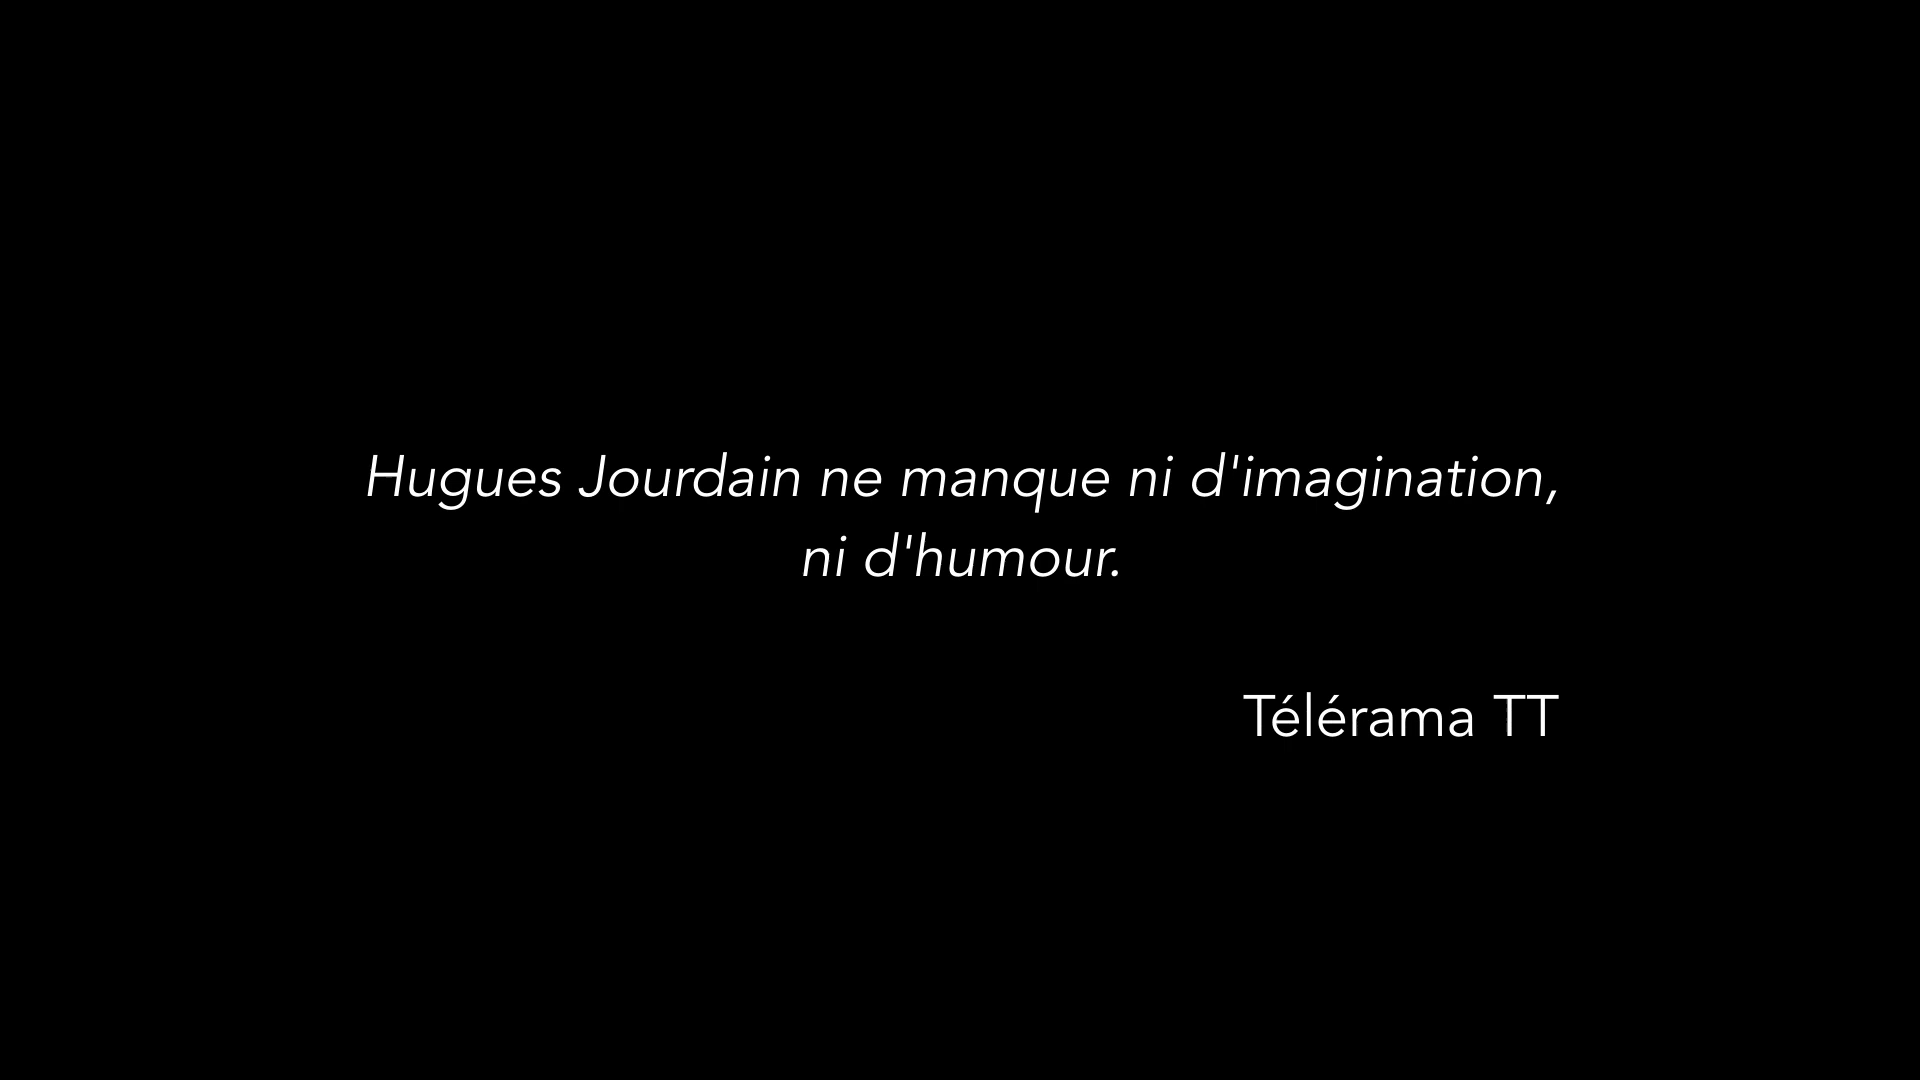 Hugues Jourdain ne manque ni d'imagination,
ni d'humour.
Télérama TT